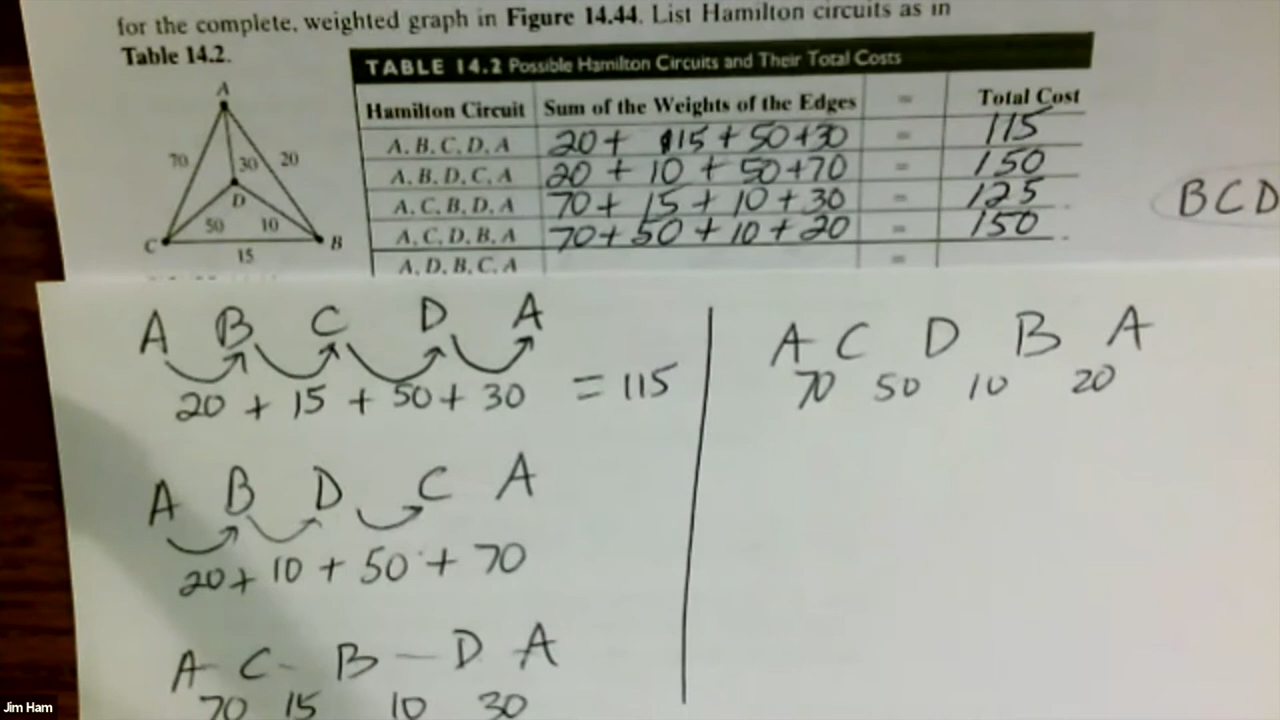 for the complete, weighted graph in Figure 14.44. List Hamilton circuits as in
Table 14.2.
TABLE 14.2 Possible Hamilton Circuits and Their Total Costs
Hamilton Circuit Sum of the Weights of the Edges = Total Cost
A, B, C, D, A 20 + 15 + 50 + 30 = 115
A, B, D, C, A 20 + 10 + 50 + 70 = 150
A, C, B, D, A 70 + 15 + 10 + 30 = 125
A, C, D, B, A 70 + 50 + 10 + 20 = 150
A, D, B, C, A =
A
70 30 20
D
50 10
C B
15
BCD
A B C D A
20 + 15 + 50 + 30 = 115
A B D C A
20 + 10 + 50 + 70
A C - B - D A
70 15 10 30
A C D B A
70 50 10 20
Jim Ham